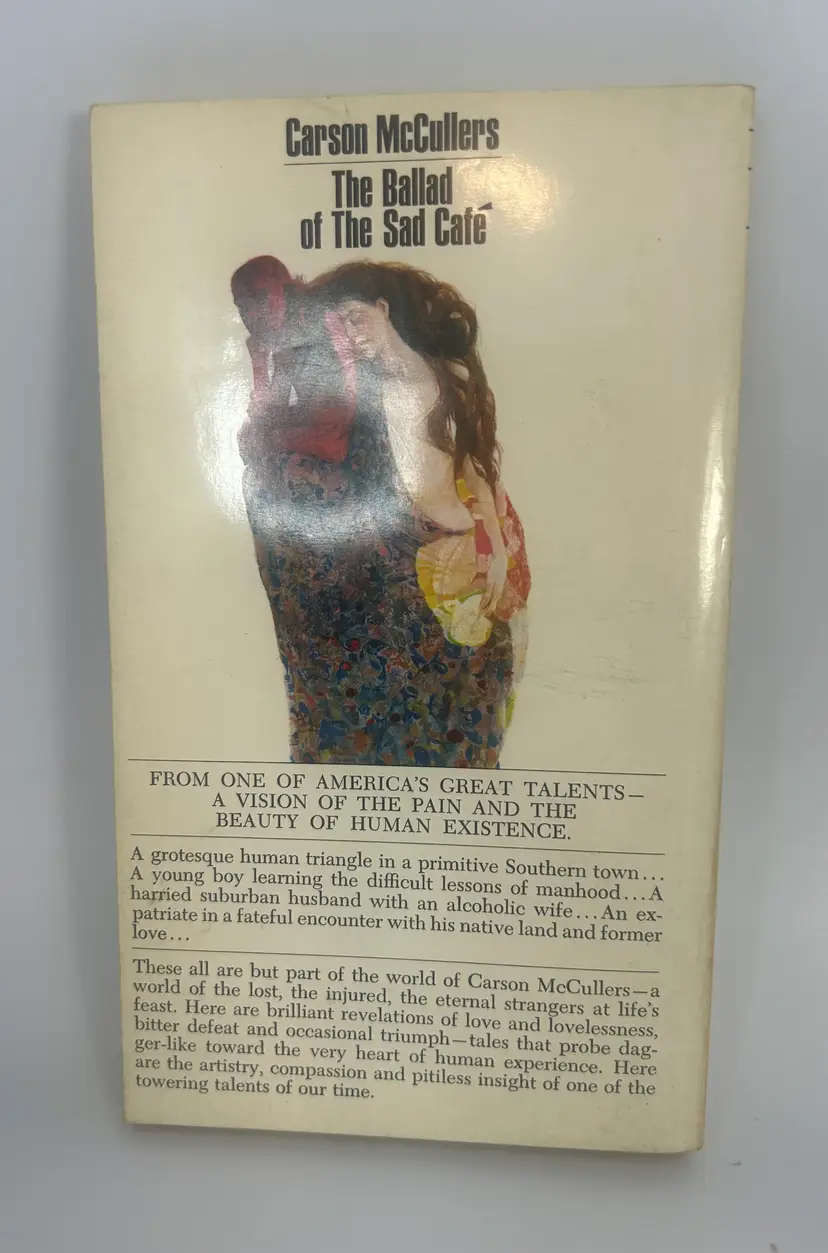 Carson McCullers
The Ballad
of The Sad Café
FROM ONE OF AMERICA'S GREAT TALENTS—
A VISION OF THE PAIN AND THE
BEAUTY OF HUMAN EXISTENCE.
A grotesque human triangle in a primitive Southern town...
A young boy learning the difficult lessons of manhood...A
harried suburban husband with an alcoholic wife...An ex-
patriate in a fateful encounter with his native land and former
love...
These all are but part of the world of Carson McCullers—a
world of the lost, the injured, the eternal strangers at life's
feast. Here are brilliant revelations of love and lovelessness,
bitter defeat and occasional triumph—tales that probe dag-
ger-like toward the very heart of human experience. Here
are the artistry, compassion and pitiless insight of one of the
towering talents of our time.